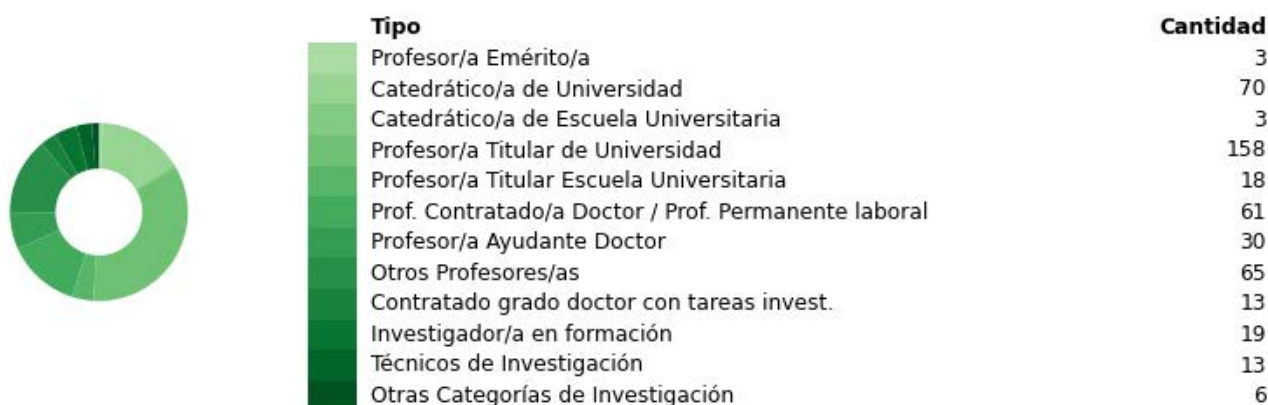 Tipo Cantidad
Profesor/a Emérito/a 3
Catedrático/a de Universidad 70
Catedrático/a de Escuela Universitaria 3
Profesor/a Titular de Universidad 158
Profesor/a Titular Escuela Universitaria 18
Prof. Contratado/a Doctor / Prof. Permanente laboral 61
Profesor/a Ayudante Doctor 30
Otros Profesores/as 65
Contratado grado doctor con tareas invest. 13
Investigador/a en formación 19
Técnicos de Investigación 13
Otras Categorías de Investigación 6